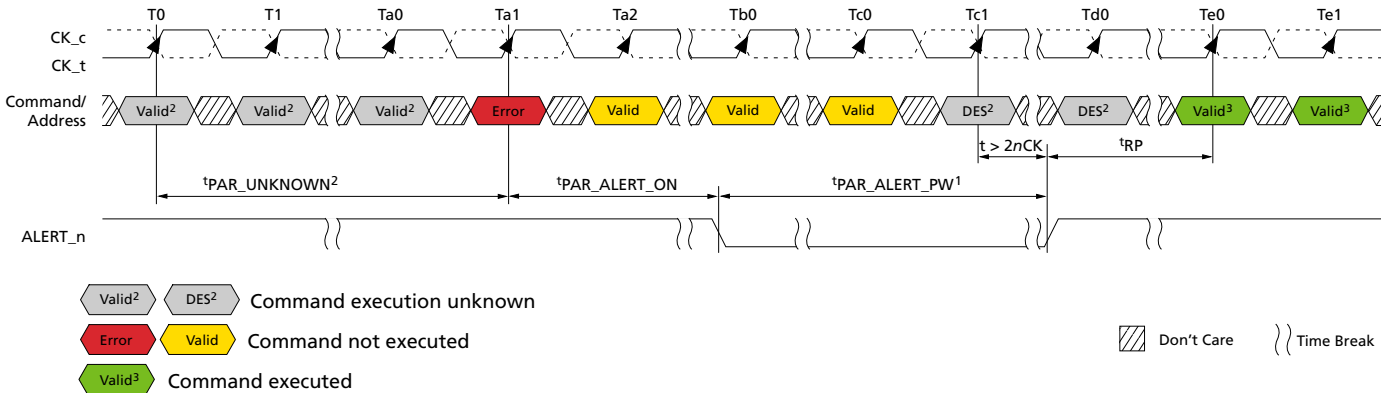 T0 T1 Ta0 Ta1 Ta2 Tb0 Tc0 Tc1 Td0 Te0 Te1
CK_c
CK_t
Command/
Address
Valid² Valid² Valid² Error Valid Valid Valid DES² DES² Valid³ Valid³
t > 2nCK tRP
tPAR_UNKNOWN² tPAR_ALERT_ON tPAR_ALERT_PW¹
ALERT_n
Valid² DES² Command execution unknown
Error Valid Command not executed
Don't Care Time Break
Valid³ Command executed